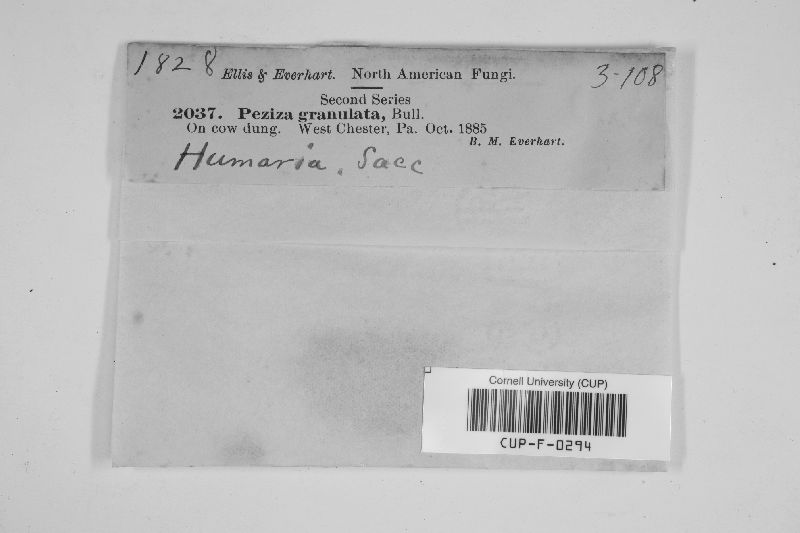 1828 Ellis & Everhart. North American Fungi. 3-108
Second Series
2037. Peziza granulata, Bull.
On cow dung. West Chester, Pa. Oct. 1885
B. M. Everhart.
Humaria, Sacc
Cornell University (CUP)
CUP-F-0294